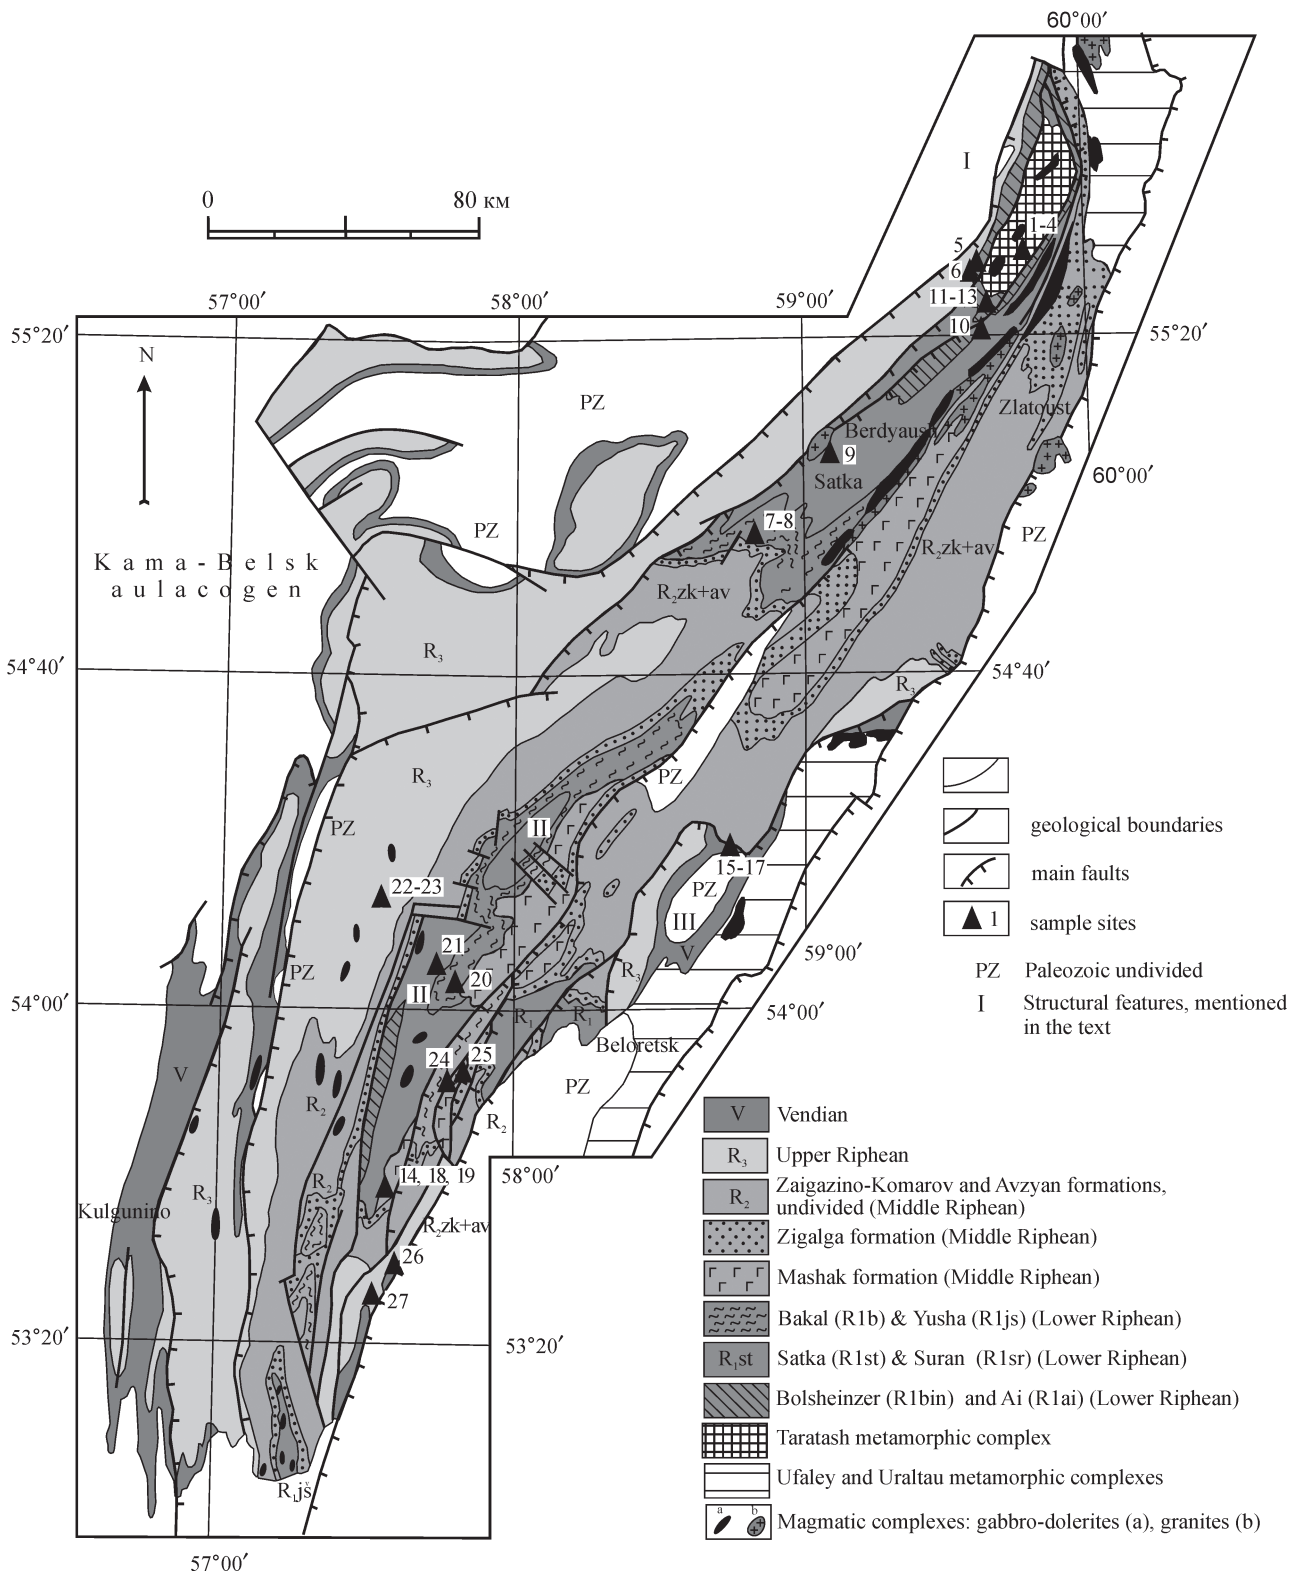 60°00′
I
0
80 км
1-4
5
6
57°00′
58°00′
59°00′
11-13
10
55°20′
55°20′
N
PZ
Zlatoust
Berdyaush
9
Satka
60°00′
7-8
PZ
R₂zk+av
PZ
Kama-Belsk
aulacogen
R₂zk+av
R₃
54°40′
54°40′
R₃
R₃
PZ
PZ
II
geological boundaries
15-17
main faults
22-23
PZ
1
sample sites
III
21
V
59°00′
PZ
20
R₃
PZ Paleozoic undivided
II
54°00′
I Structural features, mentioned
in the text
R₁
R₁
54°00′
Beloretsk
24
25
V
PZ
R₂
R₂
V
Vendian
R₃
Upper Riphean
14, 18, 19
58°00′
R₂
R₃
R₂
Zaigazino-Komarov and Avzyan formations,
undivided (Middle Riphean)
Kulgunino
R₂zk+av
Zigalga formation (Middle Riphean)
26
Mashak formation (Middle Riphean)
27
Bakal (R1b) & Yusha (R1js) (Lower Riphean)
53°20′
53°20′
R₁st
Satka (R1st) & Suran (R1sr) (Lower Riphean)
Bolsheinzer (R1bin) and Ai (R1ai) (Lower Riphean)
Taratash metamorphic complex
Ufaley and Uraltau metamorphic complexes
R₁jš
a
b
Magmatic complexes: gabbro-dolerites (a), granites (b)
57°00′